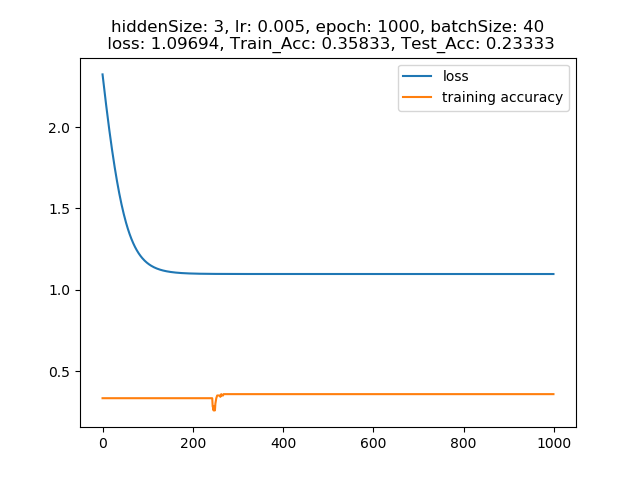 hiddenSize: 3, lr: 0.005, epoch: 1000, batchSize: 40
loss: 1.09694, Train_Acc: 0.35833, Test_Acc: 0.23333
loss
training accuracy
2.0
1.5
1.0
0.5
0 200 400 600 800 1000